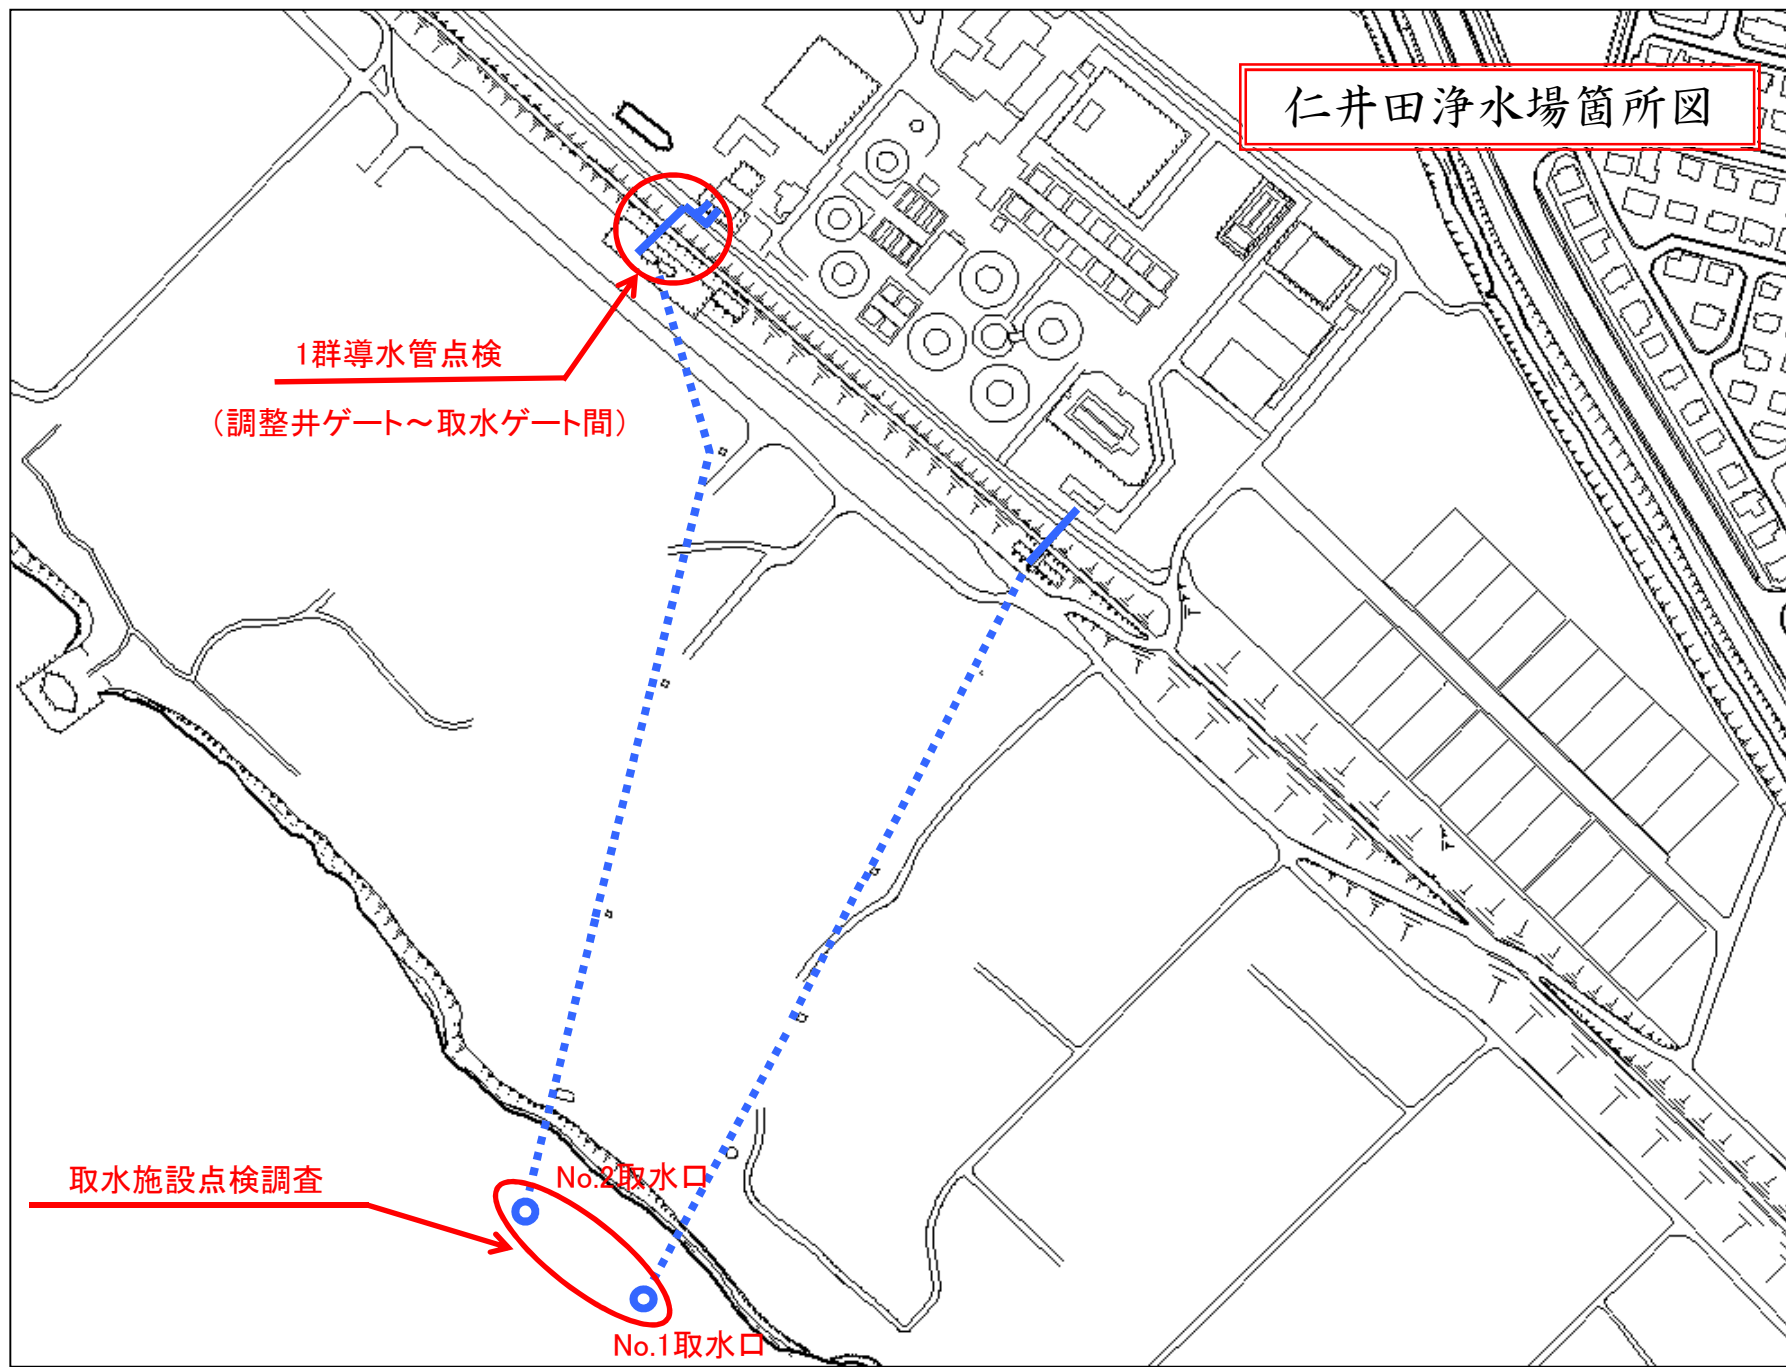 仁井田浄水場箇所図
1群導水管点検
（調整井ゲート～取水ゲート間）
取水施設点検調査
No.2取水口
No.1取水口